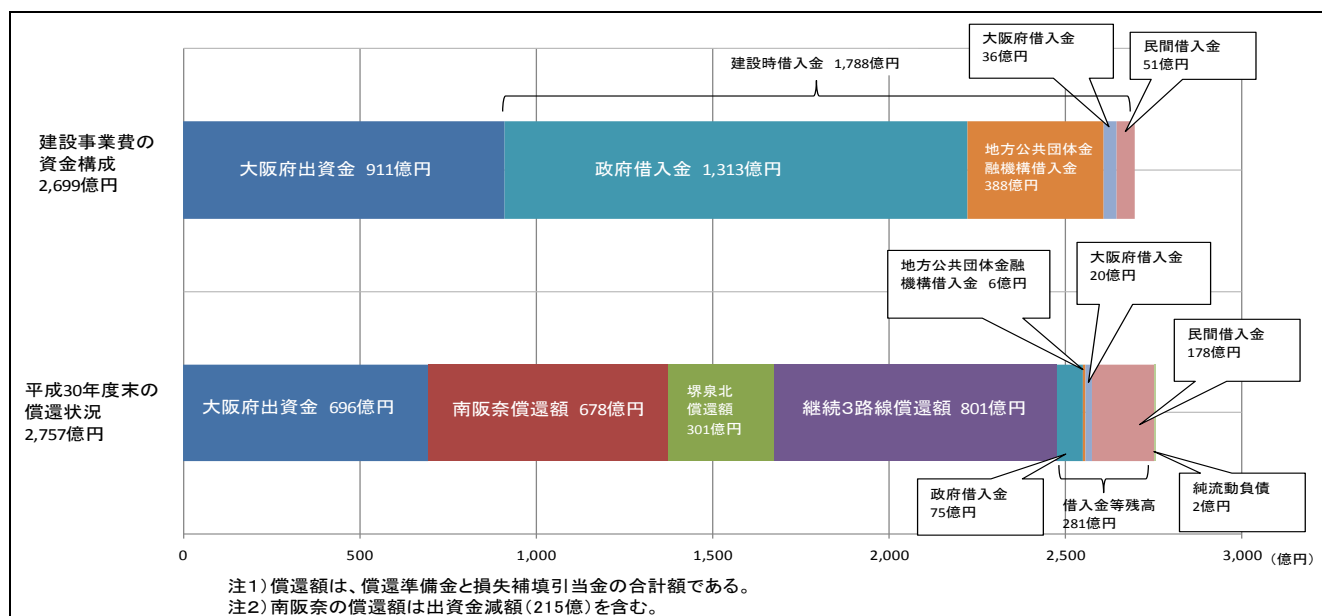 大阪府借入金
36億円
民間借入金
51億円
建設時借入金 1,788億円
建設事業費の
資金構成
2,699億円
大阪府出資金 911億円
政府借入金 1,313億円
地方公共団体金
融機構借入金
388億円
地方公共団体金融
機構借入金 6億円
大阪府借入金
20億円
民間借入金
178億円
平成30年度末の
償還状況
2,757億円
大阪府出資金 696億円
南阪奈償還額 678億円
堺泉北
償還額
301億円
継続3路線償還額 801億円
政府借入金
75億円
借入金等残高
281億円
純流動負債
2億円
0 500 1,000 1,500 2,000 2,500 3,000 (億円)
注1)償還額は、償還準備金と損失補填引当金の合計額である。
注2)南阪奈の償還額は出資金減額(215億)を含む。